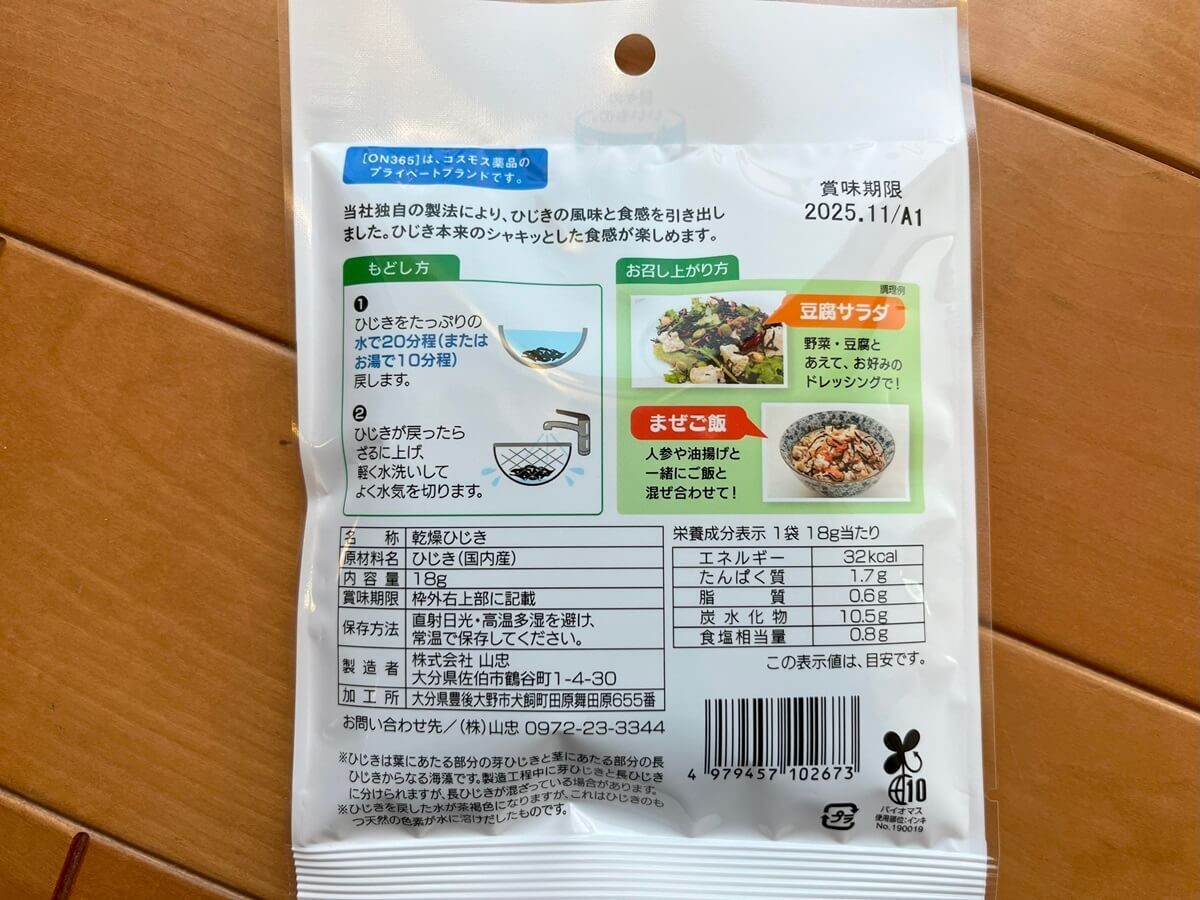 [ON365]は、コスモス薬品の
プライベートブランドです。
賞味期限
2025.11/A1
当社独自の製法により、ひじきの風味と食感を引き出し
ました。ひじき本来のシャキッとした食感が楽しめます。
もどし方
❶
ひじきをたっぷりの
水で20分程(または
お湯で10分程)
戻します。
❷
ひじきが戻ったら
ざるに上げ、
軽く水洗いして
よく水気を切ります。
お召し上がり方
調理例
豆腐サラダ
野菜・豆腐と
あえて、お好みの
ドレッシングで!
まぜご飯
人参や油揚げと
一緒にご飯と
混ぜ合わせて!
名称 乾燥ひじき
原材料名 ひじき(国内産)
内容量 18g
賞味期限 枠外右上部に記載
保存方法 直射日光・高温多湿を避け、
常温で保存してください。
製造者 株式会社 山忠
大分県佐伯市鶴谷町1-4-30
加工所 大分県豊後大野市犬飼町田原舞田原655番
お問い合わせ先/(株)山忠 0972-23-3344
栄養成分表示 1袋 18g当たり
エネルギー 32kcal
たんぱく質 1.7g
脂質 0.6g
炭水化物 10.5g
食塩相当量 0.8g
この表示値は、目安です。
※ひじきは葉にあたる部分の芽ひじきと茎にあたる部分の長
ひじきからなる海藻です。製造工程中に芽ひじきと長ひじき
に分けられますが、長ひじきが混ざっている場合があります。
※ひじきを戻した水が茶褐色になりますが、これはひじきのも
つ天然の色素が水に溶けだしたものです。
4 979457 102673
プラ
10
バイオマス
使用部位:インキ
No.190019